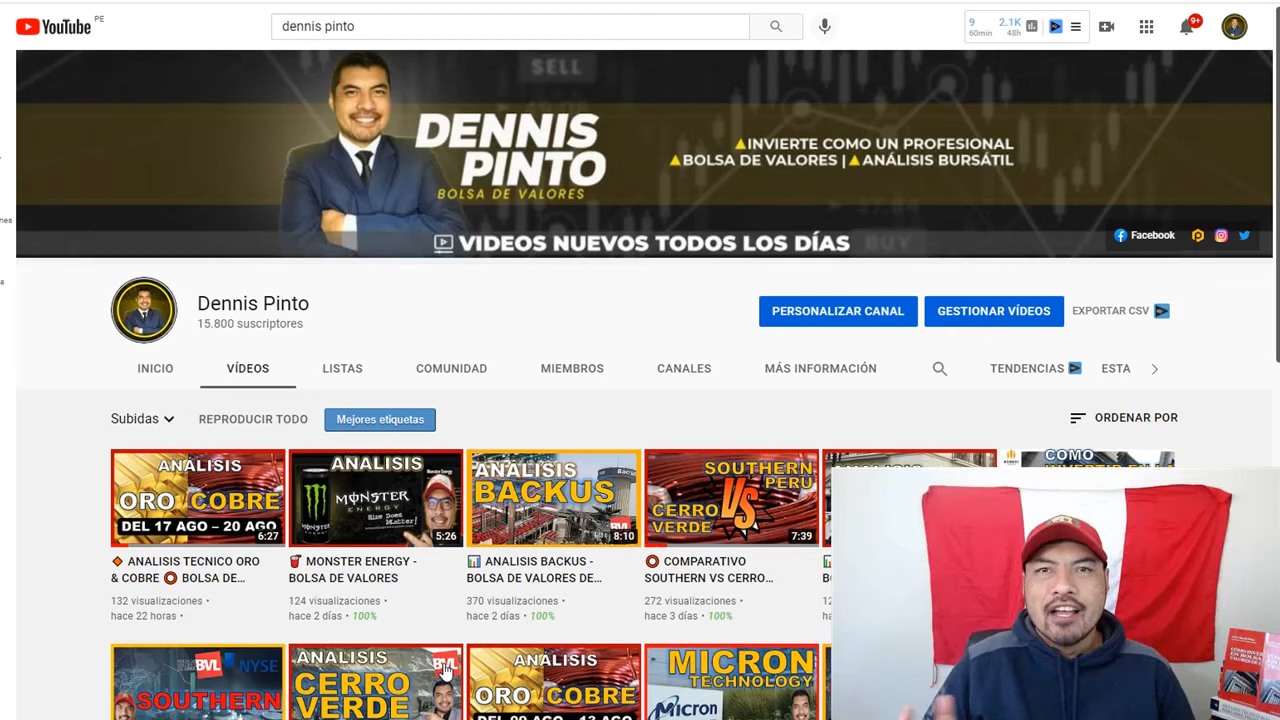 YouTube PE
dennis pinto
9 2.1K
60min 48h
9+
SELL
DENNIS
PINTO
BOLSA DE VALORES
INVIERTE COMO UN PROFESIONAL
BOLSA DE VALORES | ANÁLISIS BURSÁTIL
VIDEOS NUEVOS TODOS LOS DÍAS
BUY
Facebook
Dennis Pinto
15.800 suscriptores
PERSONALIZAR CANAL
GESTIONAR VÍDEOS
EXPORTAR CSV
INICIO VÍDEOS LISTAS COMUNIDAD MIEMBROS CANALES MÁS INFORMACIÓN TENDENCIAS ESTA
Subidas REPRODUCIR TODO Mejores etiquetas ORDENAR POR
ANALISIS
ORO COBRE
DEL 17 AGO - 20 AGO
6:27
ANALISIS
MONSTER
ENERGY
Size Does
Matter!
5:26
ANALISIS
BACKUS
BVL
8:10
SOUTHERN
PERU
VS
CERRO
VERDE
7:39
COMO
◆ ANALISIS TECNICO ORO
& COBRE ⭕ BOLSA DE...
132 visualizaciones •
hace 22 horas •
MONSTER ENERGY -
BOLSA DE VALORES
124 visualizaciones •
hace 2 días • 100%
📊 ANALISIS BACKUS -
BOLSA DE VALORES DE...
370 visualizaciones •
hace 2 días • 100%
⭕ COMPARATIVO
SOUTHERN VS CERRO...
272 visualizaciones •
hace 3 días • 100%
BVL NYSE
SOUTHERN
ANALISIS
CERRO
VERDE
BVL
ANALISIS
ORO COBRE
MICRON
TECHNOLOGY
Micron